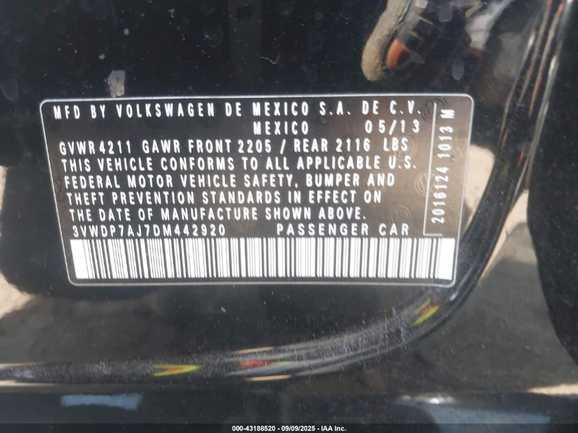 MFD BY VOLKSWAGEN DE MEXICO S.A. DE C.V.
MEXICO 05/13
GVWR 4211 GAWR FRONT 2205 / REAR 2116 LBS
THIS VEHICLE CONFORMS TO ALL APPLICABLE U.S.
FEDERAL MOTOR VEHICLE SAFETY, BUMPER AND
THEFT PREVENTION STANDARDS IN EFFECT ON
THE DATE OF MANUFACTURE SHOWN ABOVE.
3VWDP7AJ7DM442920 PASSENGER CAR
2016124 1013 M
000-43188520 - 09/09/2025 - IAA Inc.